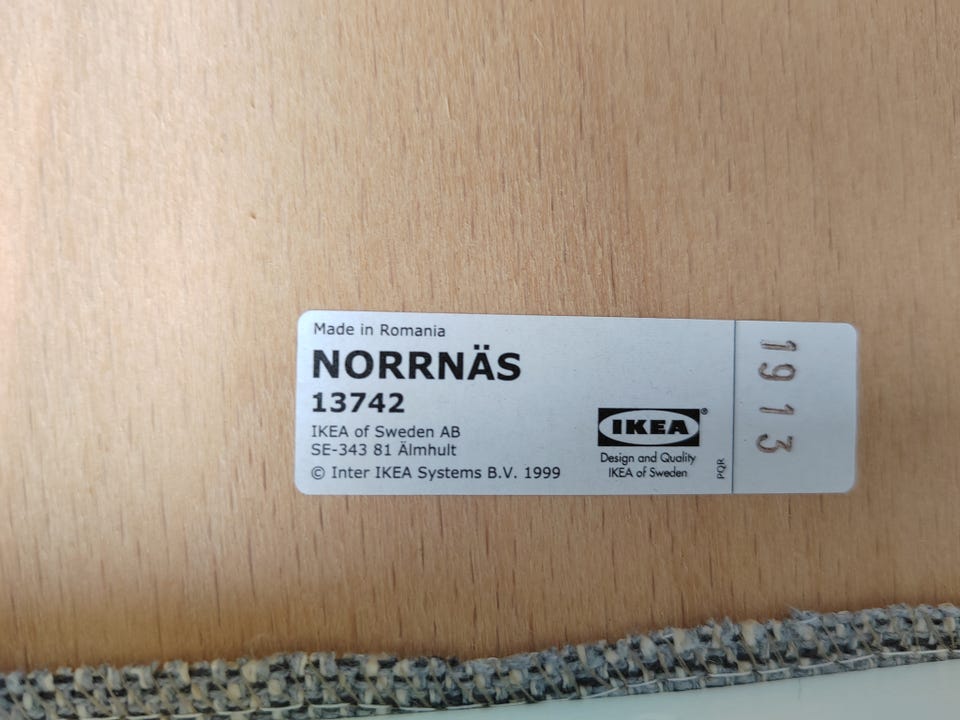 Made in Romania
NORRNÄS
13742
IKEA of Sweden AB
SE-343 81 Älmhult
© Inter IKEA Systems B.V. 1999
IKEA®
Design and Quality
IKEA of Sweden
PQR
1913